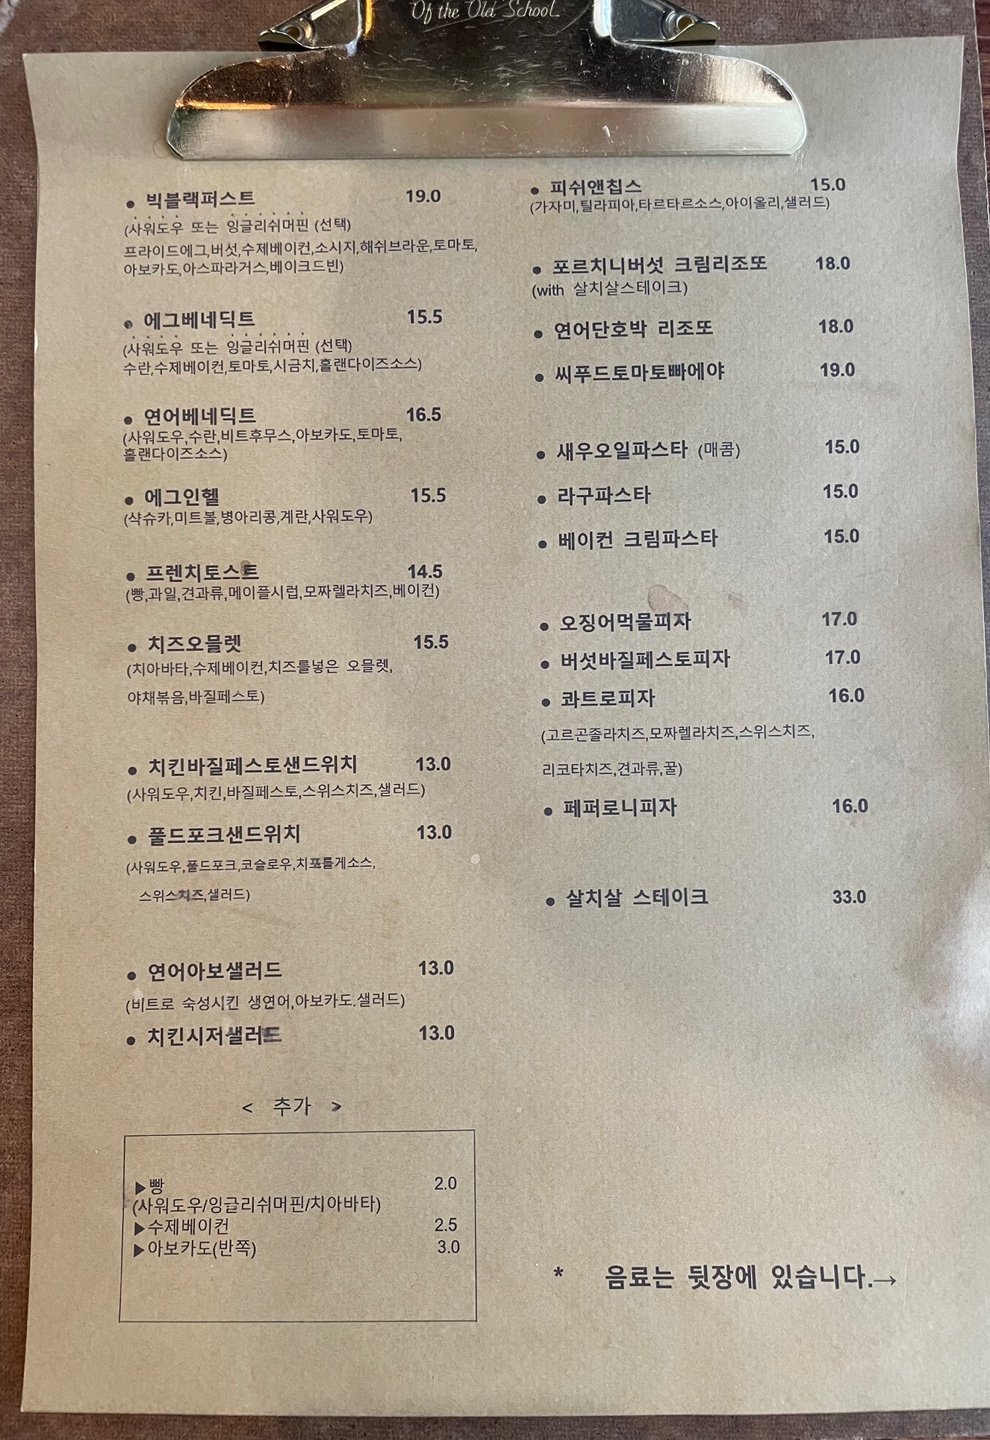 Of the Old School
• 빅블랙퍼스트 19.0
(사워도우 또는 잉글리쉬머핀 (선택)
프라이드에그,버섯,수제베이컨,소시지,해쉬브라운,토마토,
아보카도,아스파라거스,베이크드빈)
• 에그베네딕트 15.5
(사워도우 또는 잉글리쉬머핀 (선택)
수란,수제베이컨,토마토,시금치,홀랜다이즈소스)
• 연어베네딕트 16.5
(사워도우,수란,비트후무스,아보카도,토마토,
홀랜다이즈소스)
• 에그인헬 15.5
(샥슈카,미트볼,병아리콩,계란,사워도우)
• 프렌치토스트 14.5
(빵,과일,견과류,메이플시럽,모짜렐라치즈,베이컨)
• 치즈오믈렛 15.5
(치아바타,수제베이컨,치즈를넣은 오믈렛,
야채볶음,바질페스토)
• 치킨바질페스토샌드위치 13.0
(사워도우,치킨,바질페스토,스위스치즈,샐러드)
• 풀드포크샌드위치 13.0
(사워도우,풀드포크,코슬로우,치포틀게소스,
스위스치즈,샐러드)
• 연어아보샐러드 13.0
(비트로 숙성시킨 생연어,아보카도.샐러드)
• 치킨시저샐러드 13.0
< 추가 >
▶빵 2.0
(사워도우/잉글리쉬머핀/치아바타)
▶수제베이컨 2.5
▶아보카도(반쪽) 3.0
• 피쉬앤칩스 15.0
(가자미,틸라피아,타르타르소스,아이올리,샐러드)
• 포르치니버섯 크림리조또 18.0
(with 살치살스테이크)
• 연어단호박 리조또 18.0
• 씨푸드토마토빠에야 19.0
• 새우오일파스타 (매콤) 15.0
• 라구파스타 15.0
• 베이컨 크림파스타 15.0
• 오징어먹물피자 17.0
• 버섯바질페스토피자 17.0
• 콰트로피자 16.0
(고르곤졸라치즈,모짜렐라치즈,스위스치즈,
리코타치즈,견과류,꿀)
• 페퍼로니피자 16.0
• 살치살 스테이크 33.0
* 음료는 뒷장에 있습니다.→